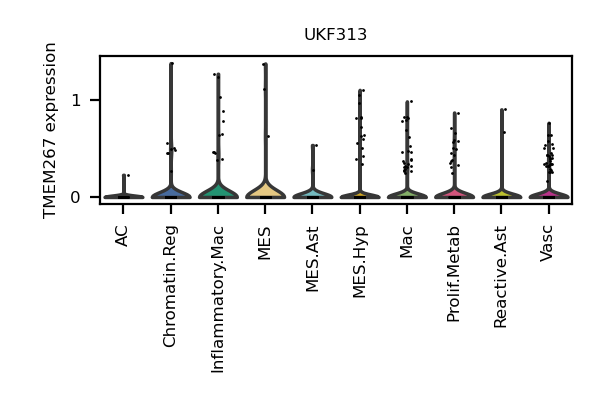 UKF313
TMEM267 expression
1
0
AC
Chromatin.Reg
Inflammatory.Mac
MES
MES.Ast
MES.Hyp
Mac
Prolif.Metab
Reactive.Ast
Vasc